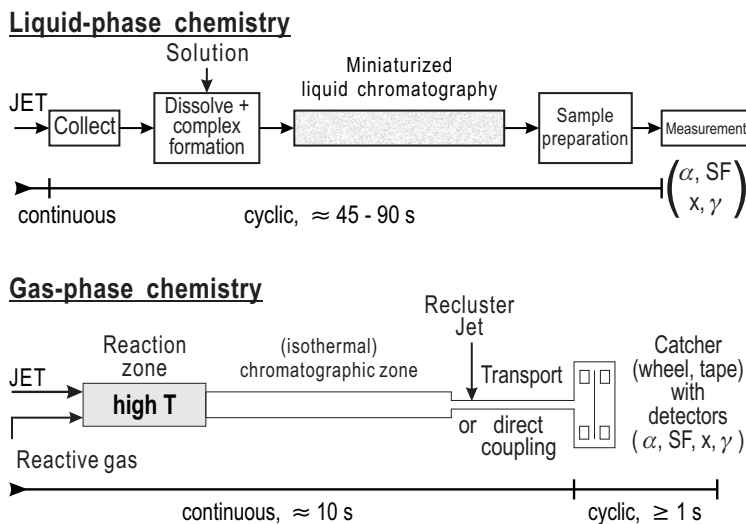 Liquid-phase chemistry
Solution
JET
Collect
Dissolve +
complex
formation
Miniaturized
liquid chromatography
Sample
preparation
Measurement
(α, SF
x, γ)
continuous
cyclic, ≈ 45 - 90 s
Gas-phase chemistry
JET
Reactive gas
Reaction
zone
high T
(isothermal)
chromatographic zone
Recluster
Jet
Transport
or direct
coupling
Catcher
(wheel, tape)
with
detectors
(α, SF, x, γ)
continuous, ≈ 10 s
cyclic, ≥ 1 s